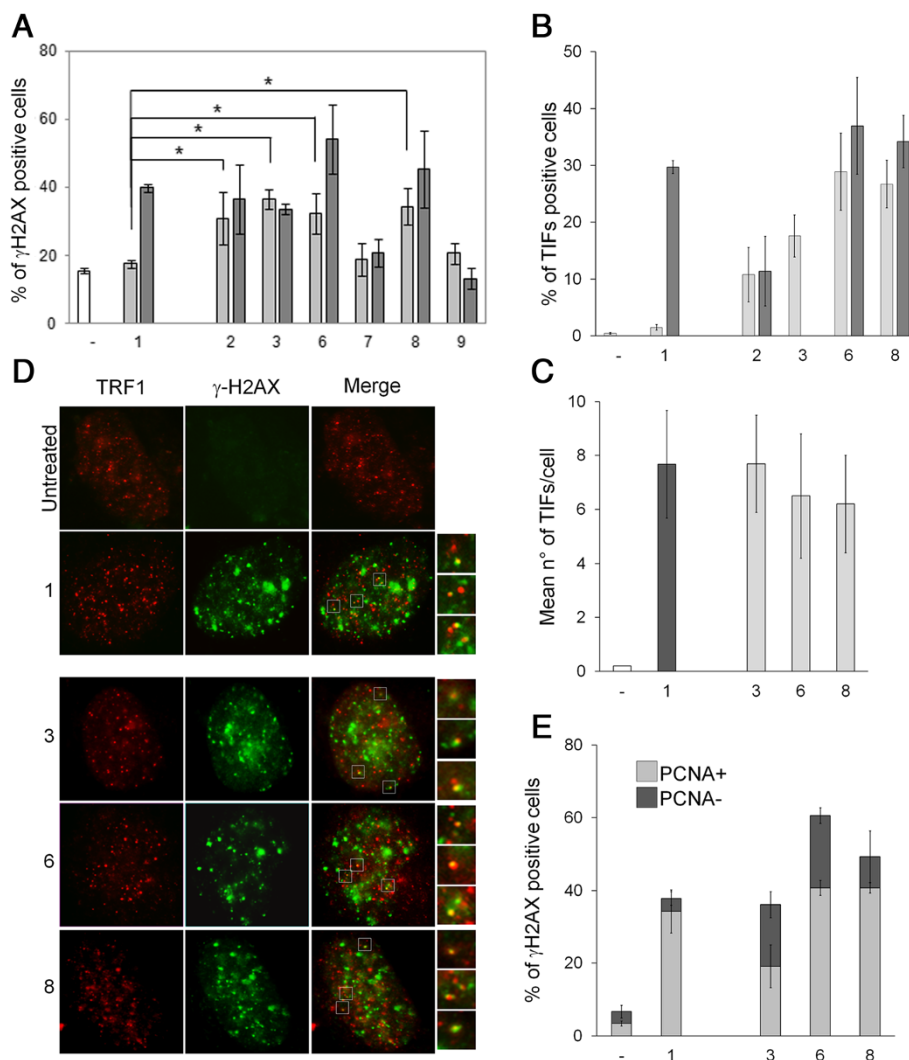 A
80
60
40
20
0
% of γH2AX positive cells
*
*
*
*
- 1 2 3 6 7 8 9
B
50
40
30
20
10
0
% of TIFs positive cells
- 1 2 3 6 8
C
10
8
6
4
2
0
Mean n° of TIFs/cell
- 1 3 6 8
D
TRF1 γ-H2AX Merge
Untreated
1
3
6
8
E
80
60
40
20
0
% of γH2AX positive cells
PCNA+
PCNA-
- 1 3 6 8